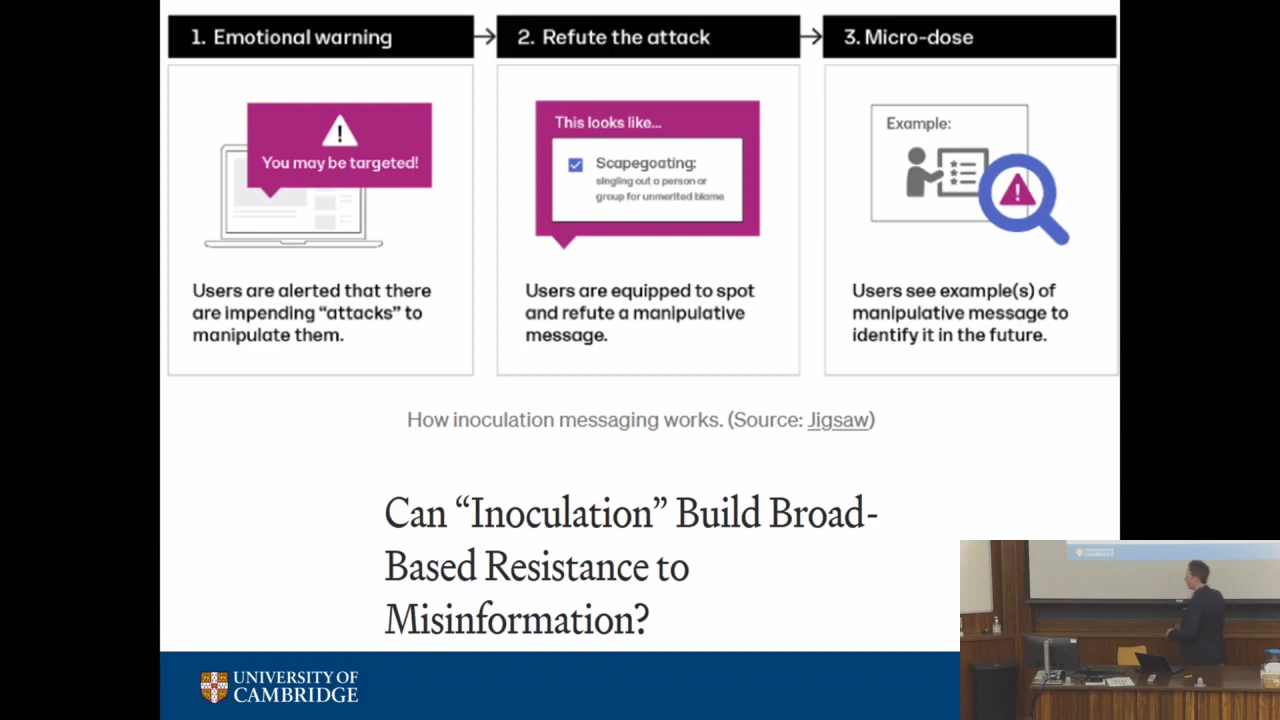 1. Emotional warning
2. Refute the attack
3. Micro-dose
You may be targeted!
This looks like...
Scapegoating:
singling out a person or
group for unmerited blame
Example:
Users are alerted that there
are impending “attacks” to
manipulate them.
Users are equipped to spot
and refute a manipulative
message.
Users see example(s) of
manipulative message to
identify it in the future.
How inoculation messaging works. (Source: Jigsaw)
Can “Inoculation” Build Broad-
Based Resistance to
Misinformation?
UNIVERSITY OF
CAMBRIDGE